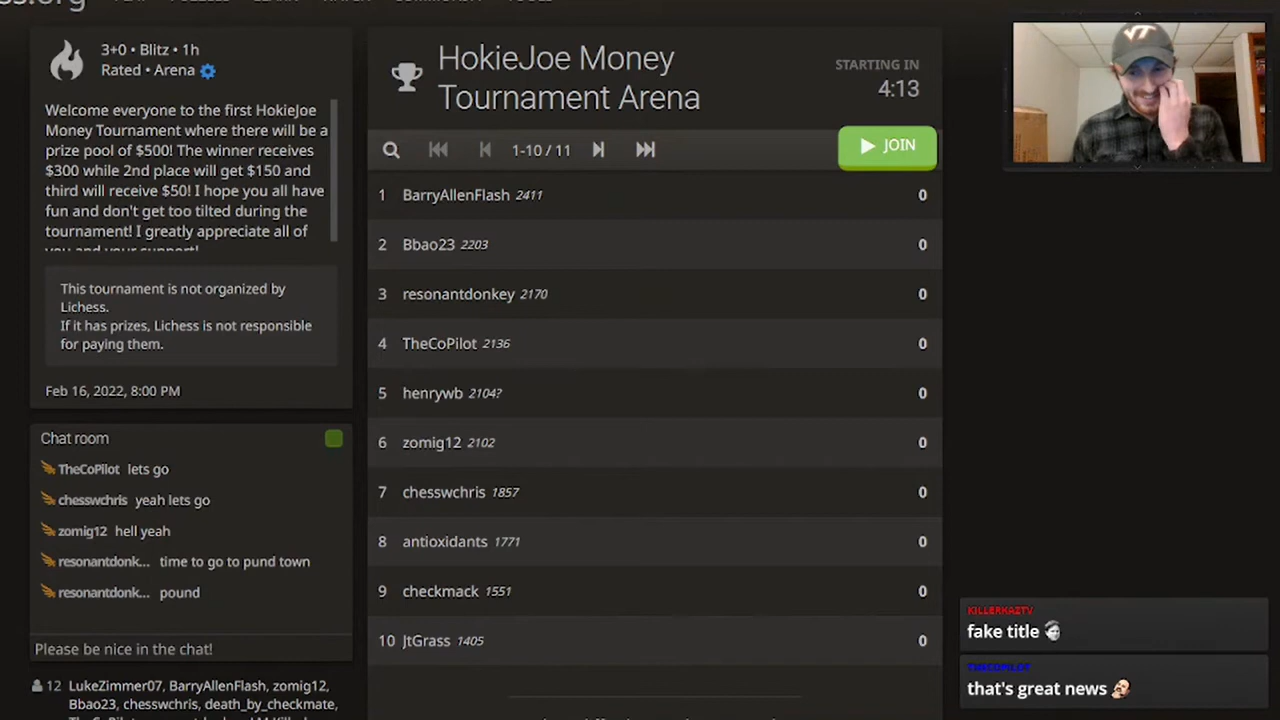 3+0 • Blitz • 1h
Rated • Arena
Welcome everyone to the first HokieJoe
Money Tournament where there will be a
prize pool of $500! The winner receives
$300 while 2nd place will get $150 and
third will receive $50! I hope you all have
fun and don't get too tilted during the
tournament! I greatly appreciate all of
you and your support!
This tournament is not organized by
Lichess.
If it has prizes, Lichess is not responsible
for paying them.
Feb 16, 2022, 8:00 PM
Chat room
TheCoPilot lets go
chesswchris yeah lets go
zomig12 hell yeah
resonantdonk... time to go to pund town
resonantdonk... pound
Please be nice in the chat!
12 LukeZimmer07, BarryAllenFlash, zomig12,
Bbao23, chesswchris, death_by_checkmate,
HokieJoe Money
Tournament Arena
STARTING IN
4:13
1-10 / 11
JOIN
1 BarryAllenFlash 2411 0
2 Bbao23 2203 0
3 resonantdonkey 2170 0
4 TheCoPilot 2136 0
5 henrywb 2104? 0
6 zomig12 2102 0
7 chesswchris 1857 0
8 antioxidants 1771 0
9 checkmack 1551 0
10 JtGrass 1405 0
VT
KILLERHAZTV
fake title
THECOPILOT
that's great news